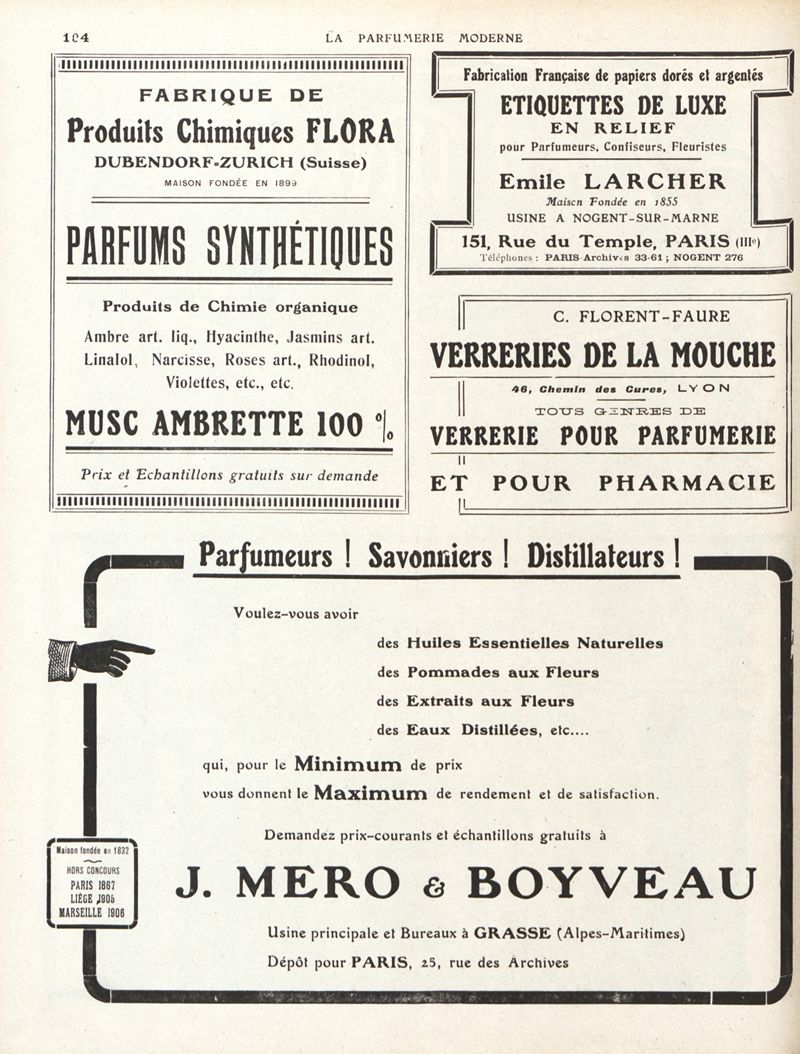 104
LA PARFUMERIE MODERNE
FABRIQUE DE
Produits Chimiques FLORA
DUBENDORF-ZURICH (Suisse)
MAISON FONDÉE EN 1899
PARFUMS SYNTHÉTIQUES
Produits de Chimie organique
Ambre art. liq., Hyacinthe, Jasmins art.
Linalol, Narcisse, Roses art., Rhodinol,
Violettes, etc., etc.
MUSC AMBRETTE 100 %
Prix et Echantillons gratuits sur demande
Fabrication Française de papiers dorés et argentés
ETIQUETTES DE LUXE
EN RELIEF
pour Parfumeurs, Confiseurs, Fleuristes
Emile LARCHER
Maison Fondée en 1855
USINE A NOGENT-SUR-MARNE
151, Rue du Temple, PARIS (IIIe)
Téléphones : PARIS-Archives 33-61 ; NOGENT 276
C. FLORENT-FAURE
VERRERIES DE LA MOUCHE
46, Chemin des Cures, LYON
TOUS GENRES DE
VERRERIE POUR PARFUMERIE
ET POUR PHARMACIE
Parfumeurs ! Savonniers ! Distillateurs !
Voulez-vous avoir
des Huiles Essentielles Naturelles
des Pommades aux Fleurs
des Extraits aux Fleurs
des Eaux Distillées, etc....
qui, pour le Minimum de prix
vous donnent le Maximum de rendement et de satisfaction.
Demandez prix-courants et échantillons gratuits à
J. MERO & BOYVEAU
Usine principale et Bureaux à GRASSE (Alpes-Maritimes)
Dépôt pour PARIS, 25, rue des Archives
Maison fondée en 1832
HORS CONCOURS
PARIS 1867
LIÈGE 1905
MARSEILLE 1906